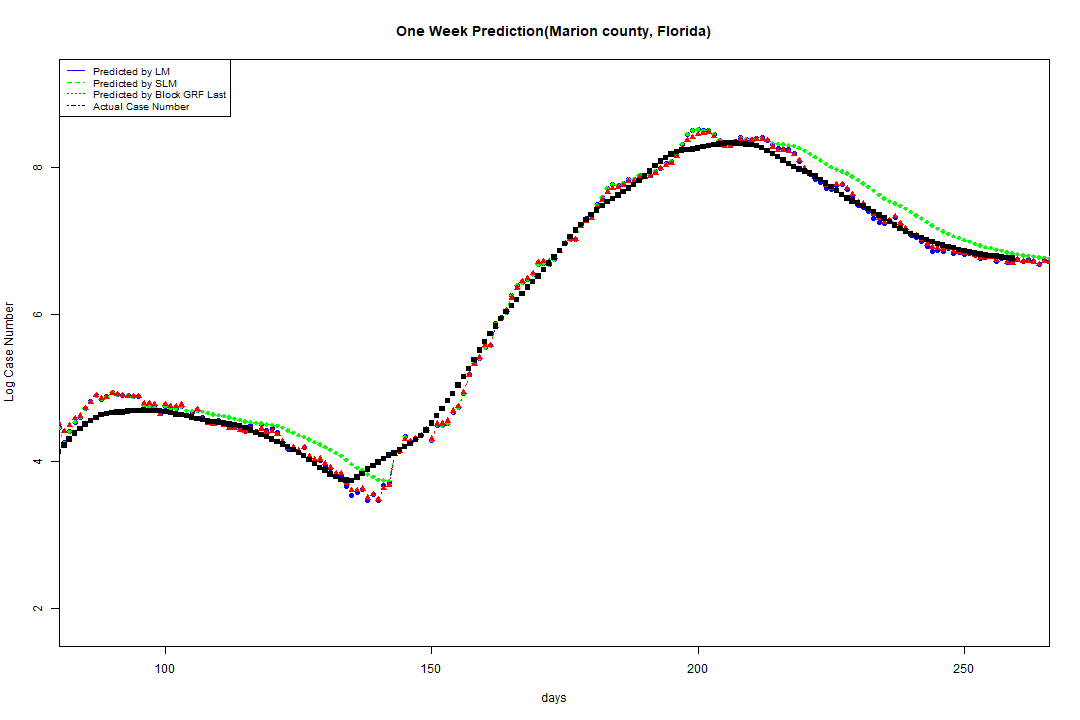 One Week Prediction(Marion county, Florida)
Predicted by LM
Predicted by SLM
Predicted by Block GRF Last
Actual Case Number
Log Case Number
8
6
4
2
100 150 200 250
days